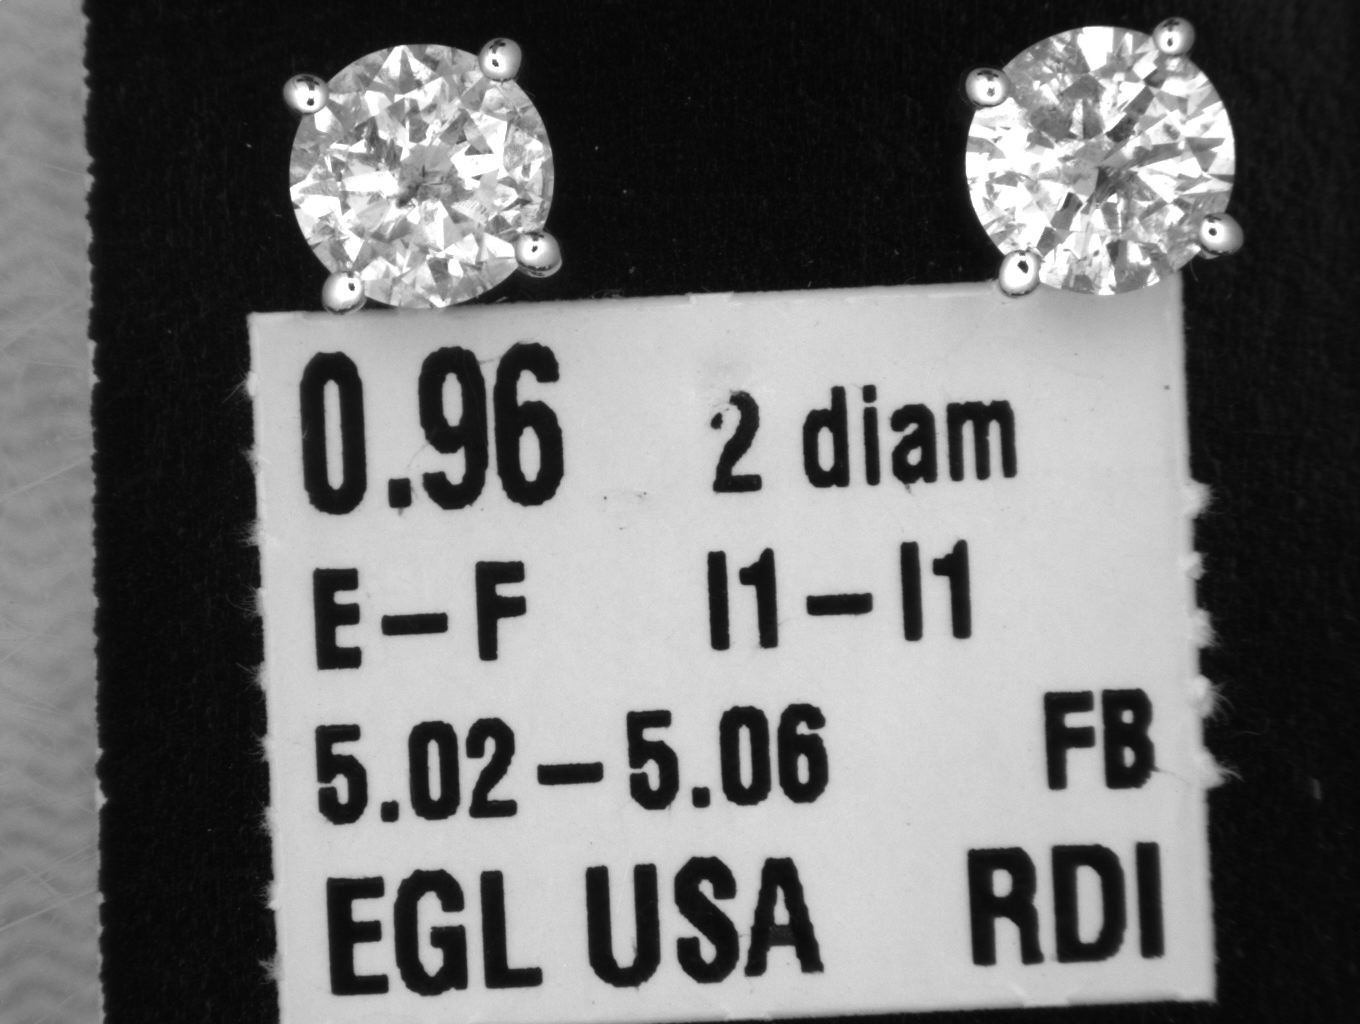 0.96 2 diam
E-F I1-I1
5.02-5.06 FB
EGL USA RDI